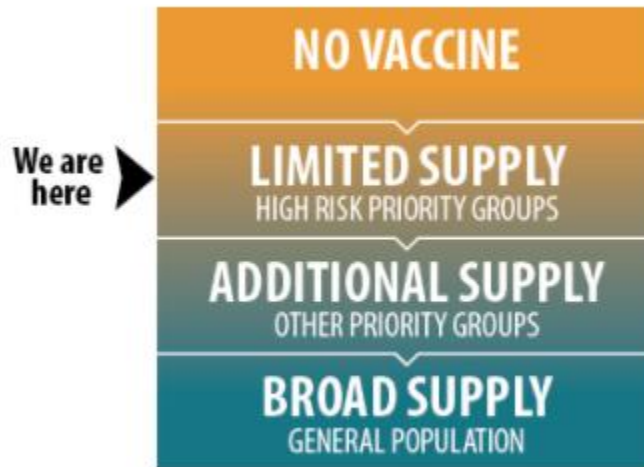 NO VACCINE
We are
here
LIMITED SUPPLY
HIGH RISK PRIORITY GROUPS
ADDITIONAL SUPPLY
OTHER PRIORITY GROUPS
BROAD SUPPLY
GENERAL POPULATION